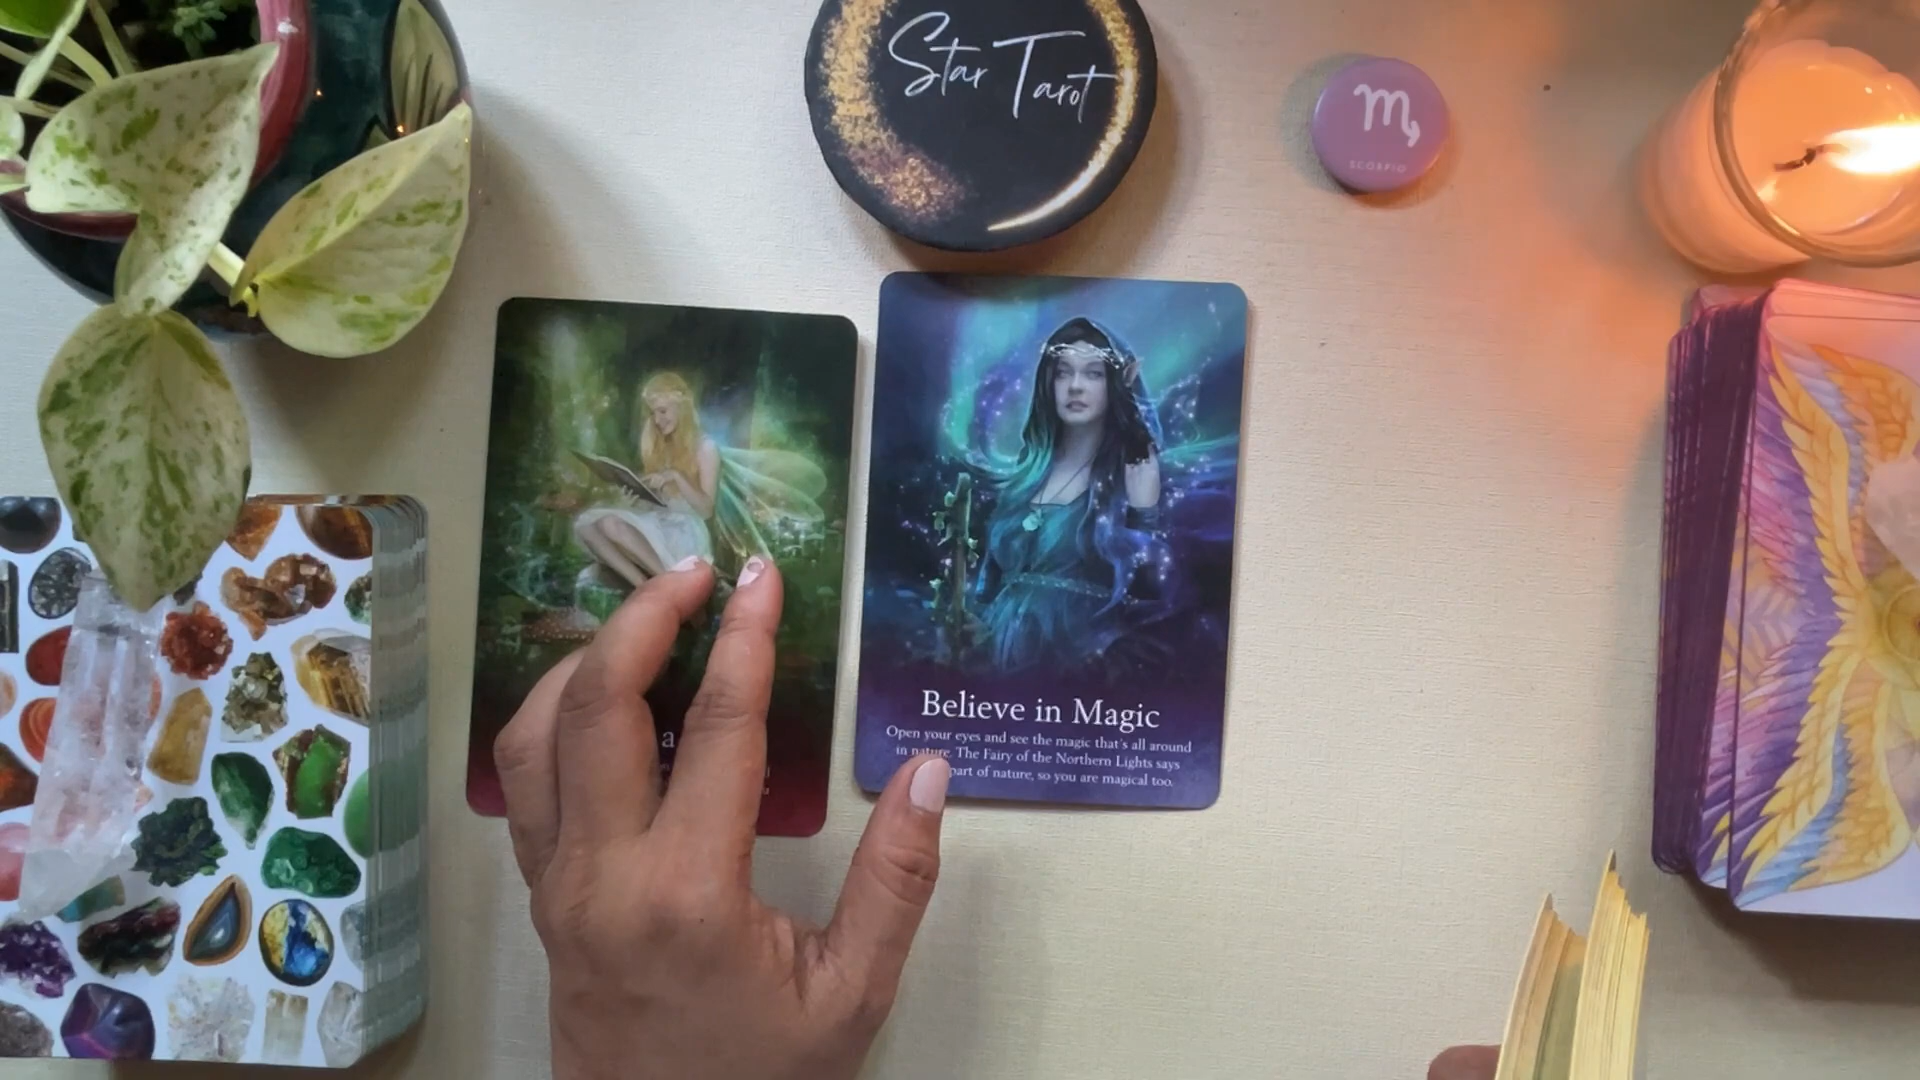 Star Tarot
♏
SCORPIO
a
Believe in Magic
Open your eyes and see the magic that's all around
in nature. The Fairy of the Northern Lights says
part of nature, so you are magical too.